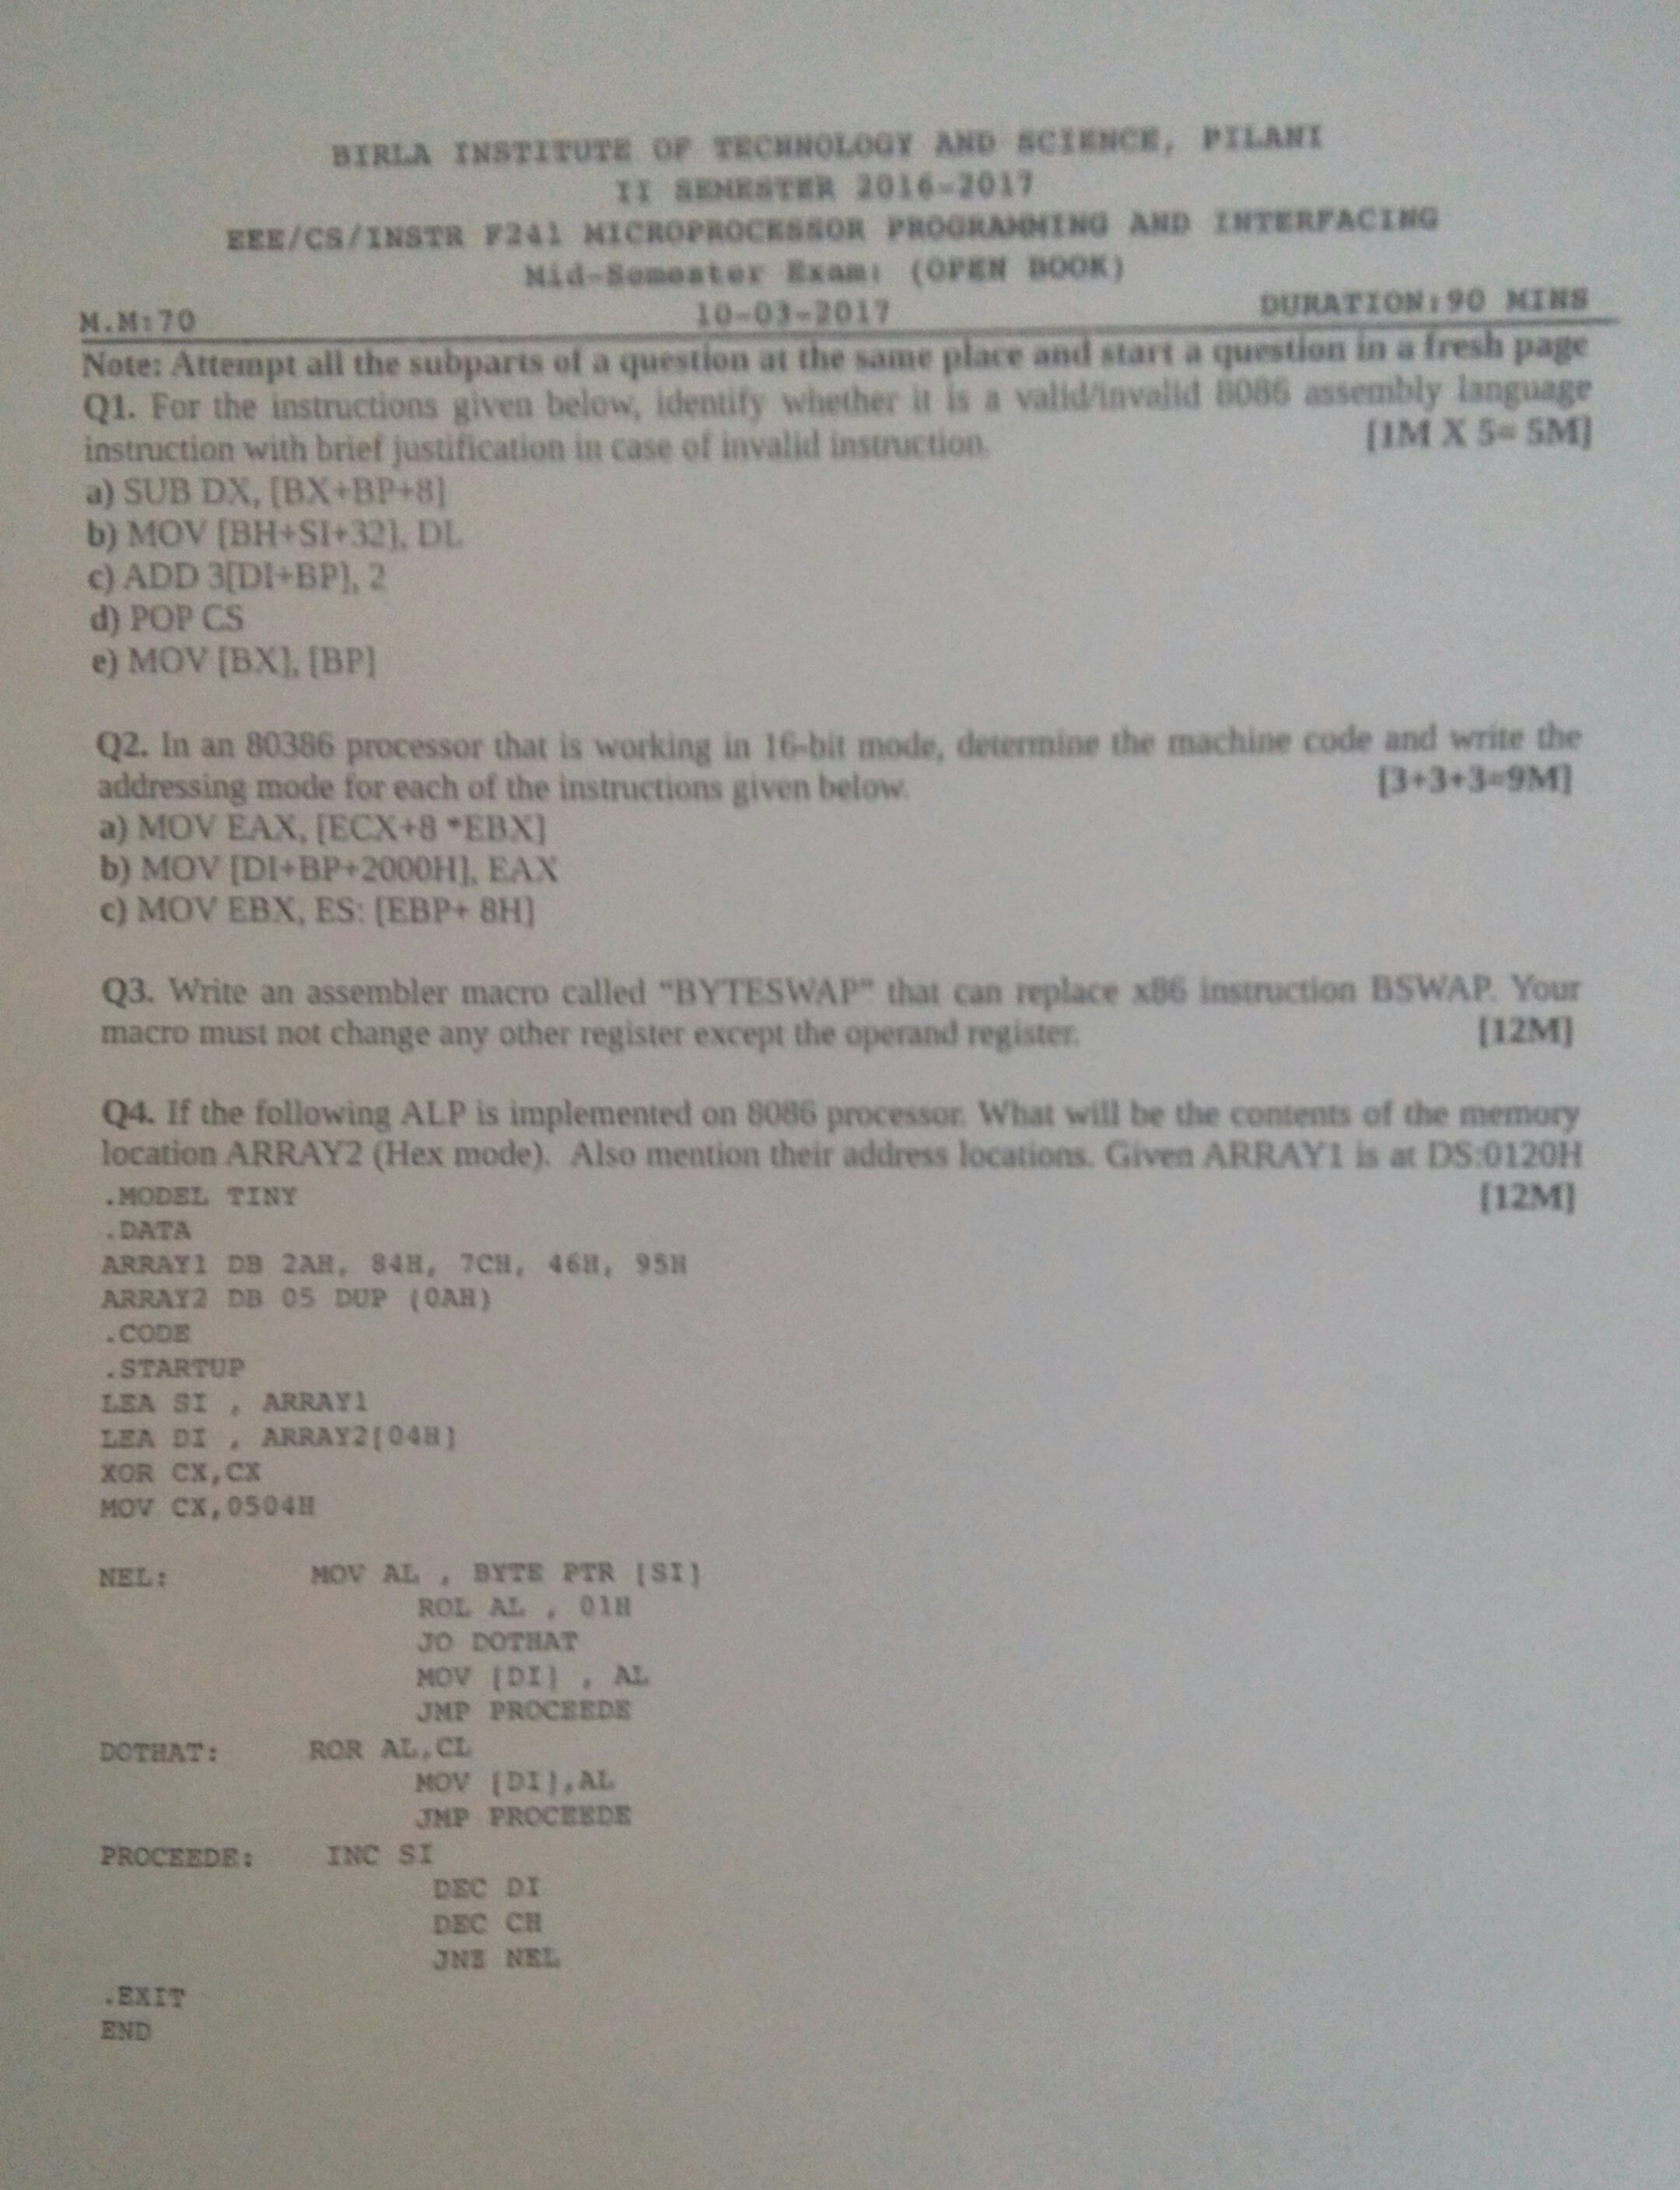 BIRLA INSTITUTE OF TECHNOLOGY AND SCIENCE, PILANI
II SEMESTER 2016-2017
EEE/CS/INSTR F241 MICROPROCESSOR PROGRAMMING AND INTERFACING
Mid-Semester Exam: (OPEN BOOK)
M.M:70 10-03-2017 DURATION:90 MINS
Note: Attempt all the subparts of a question at the same place and start a question in a fresh page
Q1. For the instructions given below, identify whether it is a valid/invalid 8086 assembly language
instruction with brief justification in case of invalid instruction. [1M X 5= 5M]
a) SUB DX, [BX+BP+8]
b) MOV [BH+SI+32], DL
c) ADD 3[DI+BP], 2
d) POP CS
e) MOV [BX], [BP]
Q2. In an 80386 processor that is working in 16-bit mode, determine the machine code and write the
addressing mode for each of the instructions given below. [3+3+3=9M]
a) MOV EAX, [ECX+8 *EBX]
b) MOV [DI+BP+2000H], EAX
c) MOV EBX, ES: [EBP+ 8H]
Q3. Write an assembler macro called "BYTESWAP" that can replace x86 instruction BSWAP. Your
macro must not change any other register except the operand register. [12M]
Q4. If the following ALP is implemented on 8086 processor. What will be the contents of the memory
location ARRAY2 (Hex mode). Also mention their address locations. Given ARRAY1 is at DS:0120H
.MODEL TINY [12M]
.DATA
ARRAY1 DB 2AH, 84H, 7CH, 46H, 95H
ARRAY2 DB 05 DUP (0AH)
.CODE
.STARTUP
LEA SI , ARRAY1
LEA DI , ARRAY2[04H]
XOR CX,CX
MOV CX,0504H
NEL: MOV AL , BYTE PTR [SI]
ROL AL , 01H
JO DOTHAT
MOV [DI] , AL
JMP PROCEEDE
DOTHAT: ROR AL,CL
MOV [DI],AL
JMP PROCEEDE
PROCEEDE: INC SI
DEC DI
DEC CH
JNE NEL
.EXIT
END